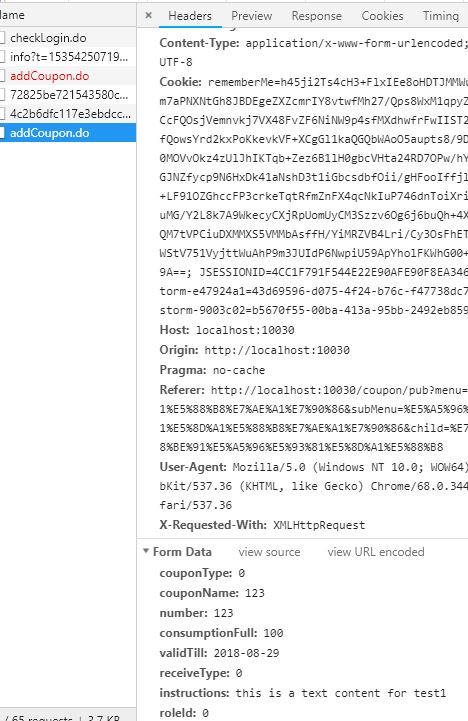 ame
checkLogin.do
info?t=15354250719...
addCoupon.do
72825be721543580c...
4c2b6dfc117e3ebdcc...
addCoupon.do
/ 65 requests | 3.7 KB
× Headers Preview Response Cookies Timing
Content-Type: application/x-www-form-urlencoded;
UTF-8
Cookie: rememberMe=h45ji2Ts4cH3+FlxIEe8oHDTJMMWu
m7aPNXNtGh8JBDEgeZXZcmrIY8vtwfMh27/Qps8WxM1qpyZ
CcFQOsjVemnvkj7VX48FvZF6NiNW9p4sfMXdhwfrFwIIST2
fQowsYrd2kxPoKkevkVF+XCgGl1kaQGQbWAoO5aupts8/9D
0MOVvOkz4zUlJhIKTqb+Zez6B1lH0gbcVHta24RD7OPw/hY
GJNZfycp9N6HxDk41aNshD3t1iGbcsdbfOii/gHFooIffjl
+LF91OZGhccFP3crkeTqtRfmZnFX4qcNkIuP746dnToiXri
uMG/Y2L8k7A9WkecyCXjRpUomUyCM3Szzv6Og6j6buQh+4X
QM7tVPCiuDXMMXS5VMMbAsffH/YiMRZVB4Lri/Cy3OsFhET
WStV751VyjttWuAhP9m3JUIdP6NwpiU59ApYholFKWhG00+
9A==; JSESSIONID=4CC1F791F544E22E90AFE90F8EA346
torm-e47924a1=43d69596-d075-4f24-b76c-f47738dc7
storm-9003c02=b5670f55-00ba-413a-95bb-2492eb859
Host: localhost:10030
Origin: http://localhost:10030
Pragma: no-cache
Referer: http://localhost:10030/coupon/pub?menu=
1%E5%88%B8%E7%AE%A1%E7%90%86&subMenu=%E5%A5%96
1%E5%8D%A1%E5%88%B8%E7%AE%A1%E7%90%86&child=%E7
8%BE%91%E5%A5%96%E5%93%81%E5%8D%A1%E5%88%B8
User-Agent: Mozilla/5.0 (Windows NT 10.0; WOW64)
bKit/537.36 (KHTML, like Gecko) Chrome/68.0.344
fari/537.36
X-Requested-With: XMLHttpRequest
Form Data view source view URL encoded
couponType: 0
couponName: 123
number: 123
consumptionFull: 100
validTill: 2018-08-29
receiveType: 0
instructions: this is a text content for test1
roleId: 0